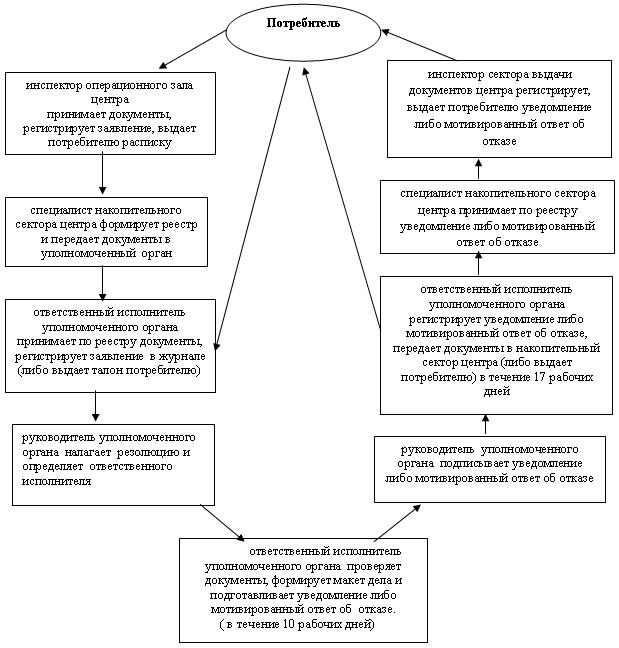 Потребитель
инспектор операционного зала
центра
принимает документы,
регистрирует заявление, выдает
потребителю расписку
специалист накопительного
сектора центра формирует реестр
и передает документы в
уполномоченный орган
ответственный исполнитель
уполномоченного органа
принимает по реестру документы,
регистрирует заявление в журнале
(либо выдает талон потребителю)
руководитель уполномоченного
органа налагает резолюцию и
определяет ответственного
исполнителя
ответственный исполнитель
уполномоченного органа проверяет
документы, формирует макет дела и
подготавливает уведомление либо
мотивированный ответ об отказе.
( в течение 10 рабочих дней)
руководитель уполномоченного
органа подписывает уведомление
либо мотивированный ответ об отказе
ответственный исполнитель
уполномоченного органа
регистрирует уведомление либо
мотивированный ответ об отказе,
передает документы в накопительный
сектор центра (либо выдает
потребителю) в течение 17 рабочих
дней
специалист накопительного сектора
центра принимает по реестру
уведомление либо мотивированный
ответ об отказе
инспектор сектора выдачи
документов центра регистрирует,
выдает потребителю уведомление
либо мотивированный ответ об
отказе